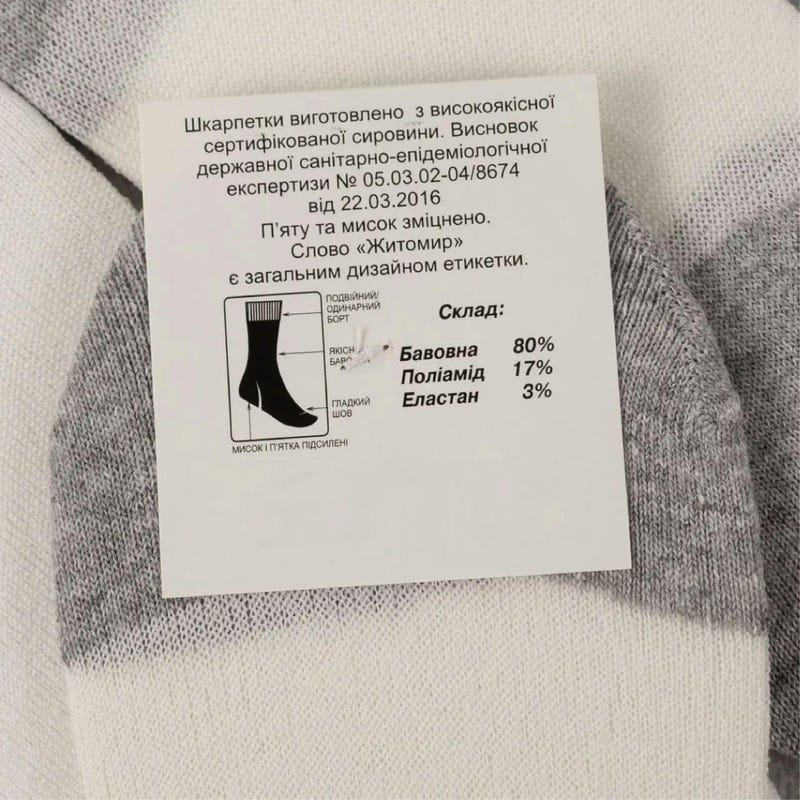 Шкарпетки виготовлено з високоякісної
сертифікованої сировини. Висновок
державної санітарно-епідеміологічної
експертизи № 05.03.02-04/8674
від 22.03.2016
П'яту та мисок зміцнено.
Слово «Житомир»
є загальним дизайном етикетки.
ПОДВІЙНИЙ/
ОДИНАРНИЙ
БОРТ
ГЛАДКИЙ
ШОВ
МИСОК І П'ЯТКА ПІДСИЛЕНІ
Склад:
Бавовна 80%
Поліамід 17%
Еластан 3%